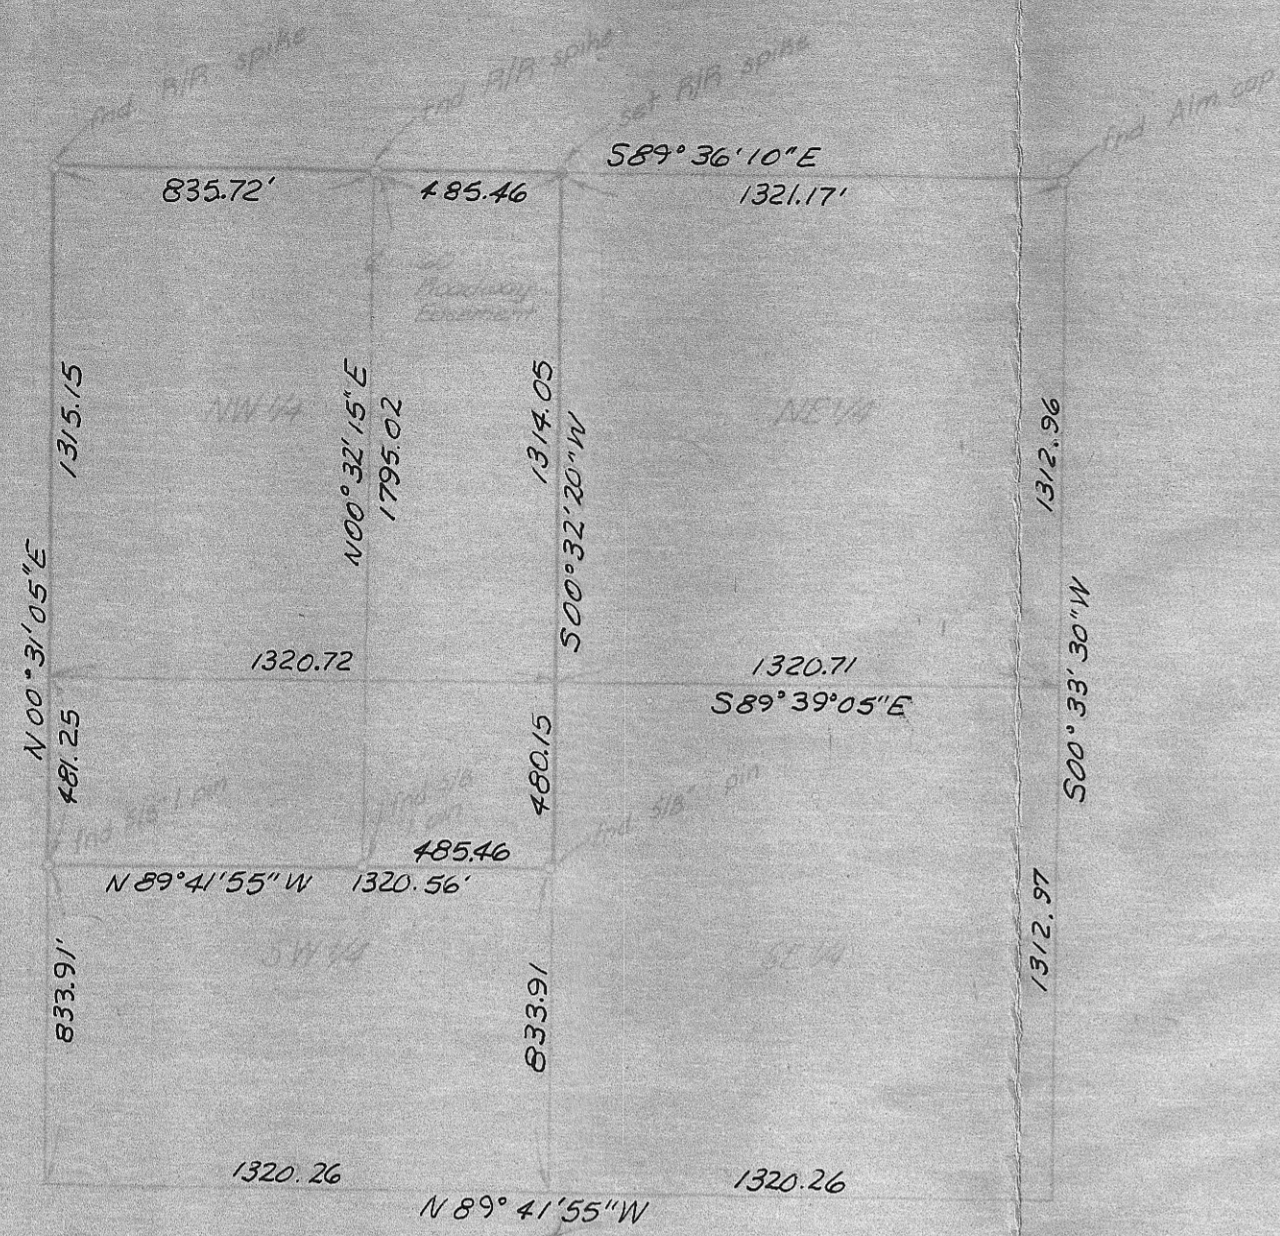 fnd. R/R spike
fnd R/R spike
set R/R spike
fnd Alm cap
S89° 36' 10" E
835.72'
485.46
1321.17'
60'
Roadway
Easement
1315.15
NW 1/4
N00° 32' 15" E
1795.02
1314.05
S00° 32' 20" W
NE 1/4
1312.96
N 00° 31' 05" E
1320.72
1320.71
S89° 39° 05" E
S00° 33' 30" W
481.25
fnd 5/8" pin
fnd 5/8
pin
480.15
fnd 5/8" pin
485.46
N 89° 41' 55" W 1320.56'
833.91'
SW 1/4
833.91
SE 1/4
1312.97
1320.26
1320.26
N 89° 41' 55" W